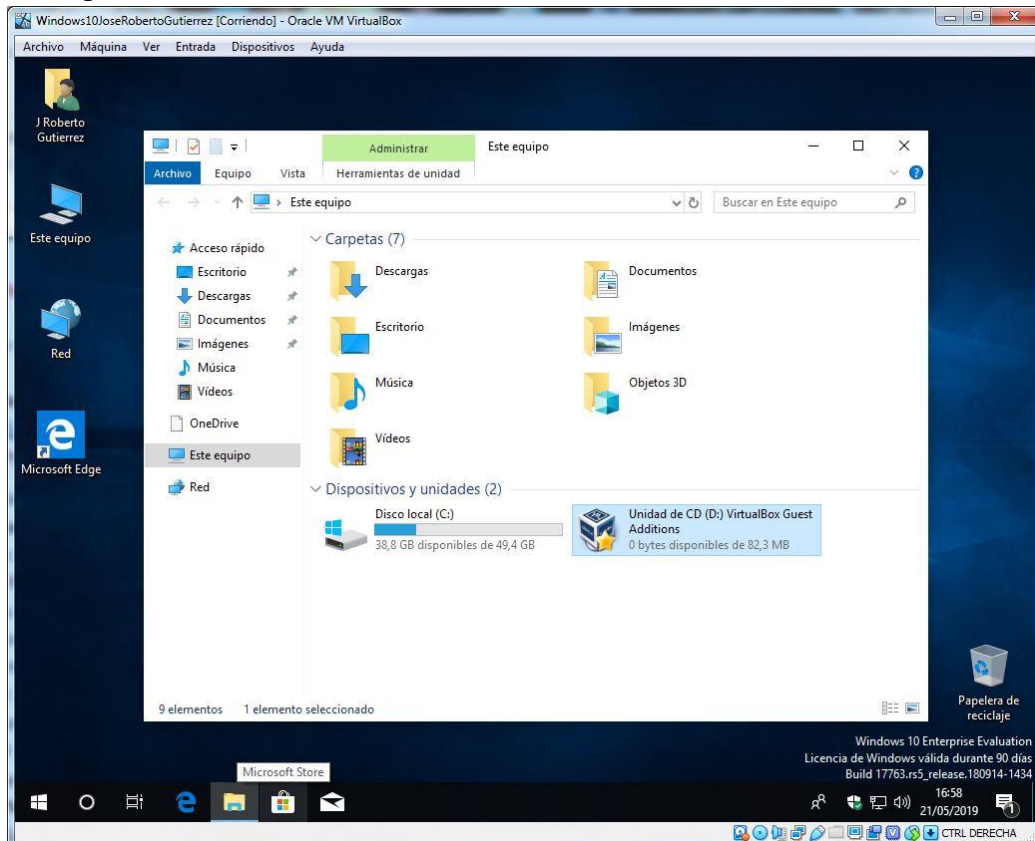 Windows10JoseRobertoGutierrez [Corriendo] - Oracle VM VirtualBox
Archivo Máquina Ver Entrada Dispositivos Ayuda
J Roberto
Gutierrez
Este equipo
Red
Microsoft Edge
Administrar
Este equipo
Archivo Equipo Vista Herramientas de unidad
Este equipo
Buscar en Este equipo
Acceso rápido
Escritorio
Descargas
Documentos
Imágenes
Música
Vídeos
OneDrive
Este equipo
Red
Carpetas (7)
Descargas
Documentos
Escritorio
Imágenes
Música
Objetos 3D
Vídeos
Dispositivos y unidades (2)
Disco local (C:)
38,8 GB disponibles de 49,4 GB
Unidad de CD (D:) VirtualBox Guest
Additions
0 bytes disponibles de 82,3 MB
9 elementos 1 elemento seleccionado
Papelera de
reciclaje
Windows 10 Enterprise Evaluation
Licencia de Windows válida durante 90 días
Build 17763.rs5_release.180914-1434
Microsoft Store
16:58
21/05/2019
1
CTRL DERECHA